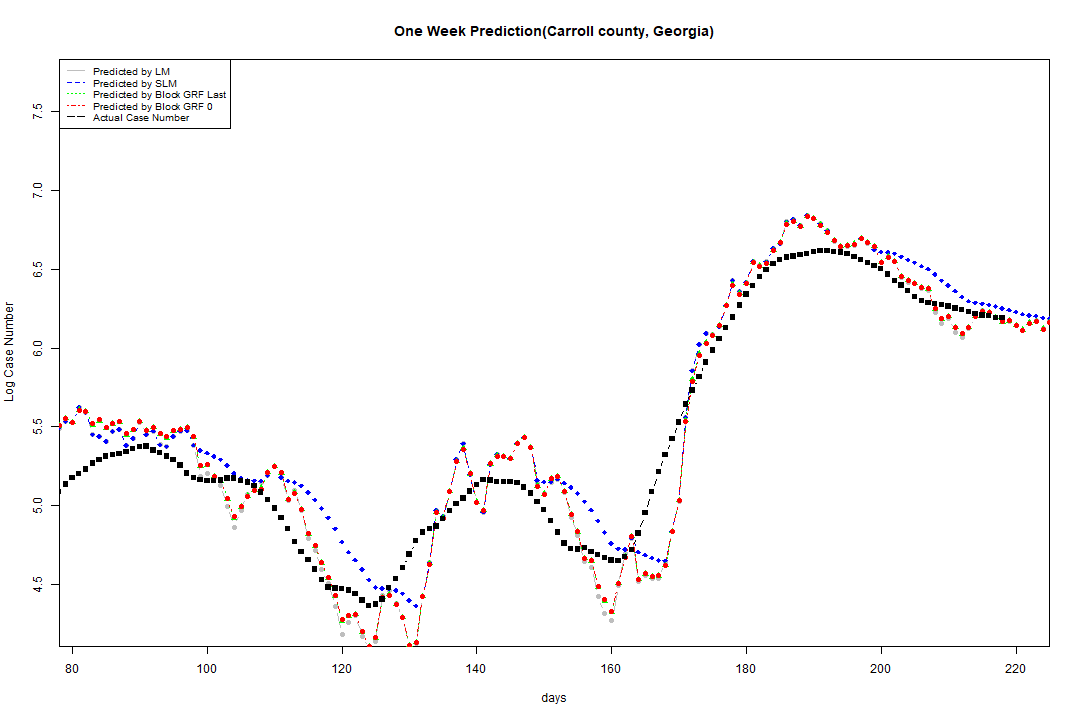 One Week Prediction(Carroll county, Georgia)
Predicted by LM
Predicted by SLM
Predicted by Block GRF Last
Predicted by Block GRF 0
Actual Case Number
Log Case Number
7.5
7.0
6.5
6.0
5.5
5.0
4.5
80 100 120 140 160 180 200 220
days